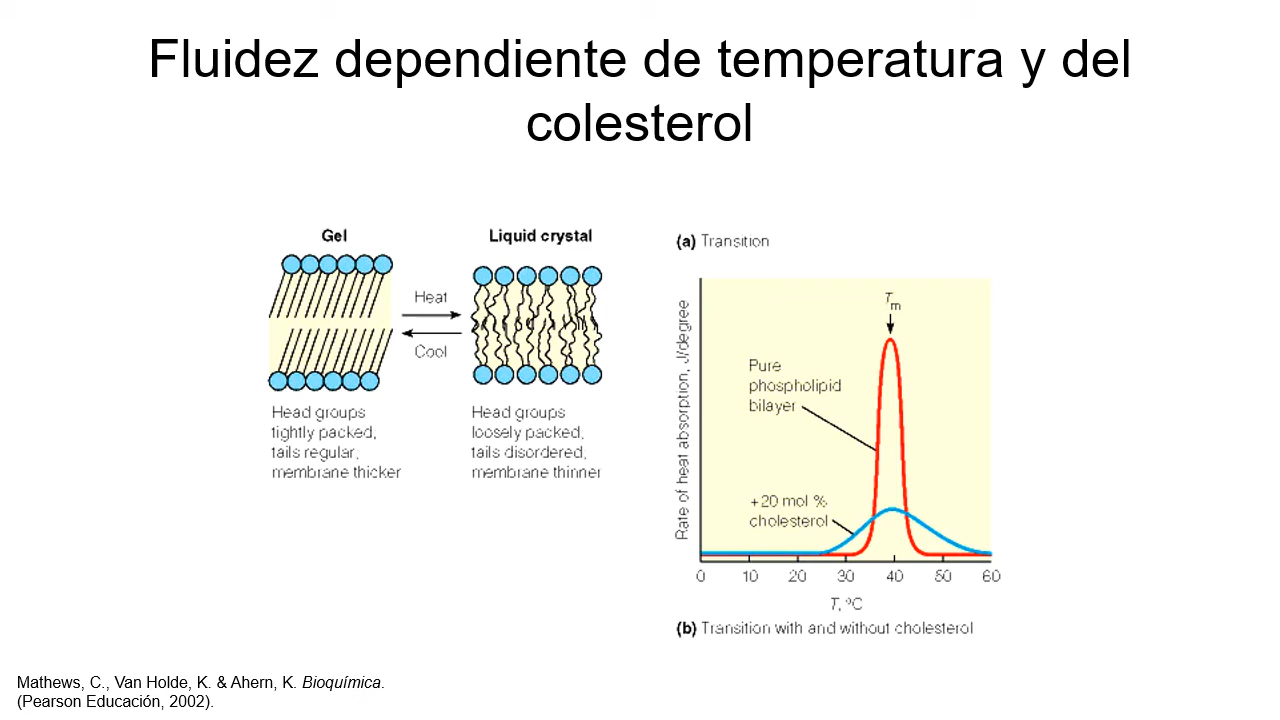 Fluidez dependiente de temperatura y del
colesterol
Gel
Liquid crystal
Heat
Cool
Head groups
tightly packed,
tails regular,
membrane thicker
Head groups
loosely packed,
tails disordered,
membrane thinner
(a) Transition
Rate of heat absorption, J/degree
Tm
Pure
phospholipid
bilayer
+20 mol %
cholesterol
0 10 20 30 40 50 60
T, ºC
(b) Transition with and without cholesterol
Mathews, C., Van Holde, K. & Ahern, K. Bioquímica.
(Pearson Educación, 2002).